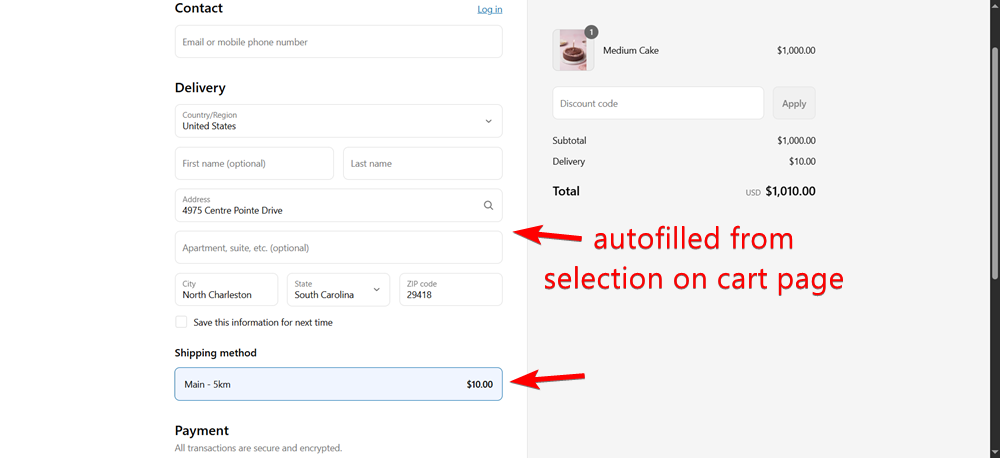 Contact
Log in
Email or mobile phone number
Delivery
Country/Region
United States
First name (optional)
Last name
Address
4975 Centre Pointe Drive
Apartment, suite, etc. (optional)
City
North Charleston
State
South Carolina
ZIP code
29418
Save this information for next time
Shipping method
Main - 5km
$10.00
Payment
All transactions are secure and encrypted.
1
Medium Cake
$1,000.00
Discount code
Apply
Subtotal
$1,000.00
Delivery
$10.00
Total
USD $1,010.00
autofilled from
selection on cart page